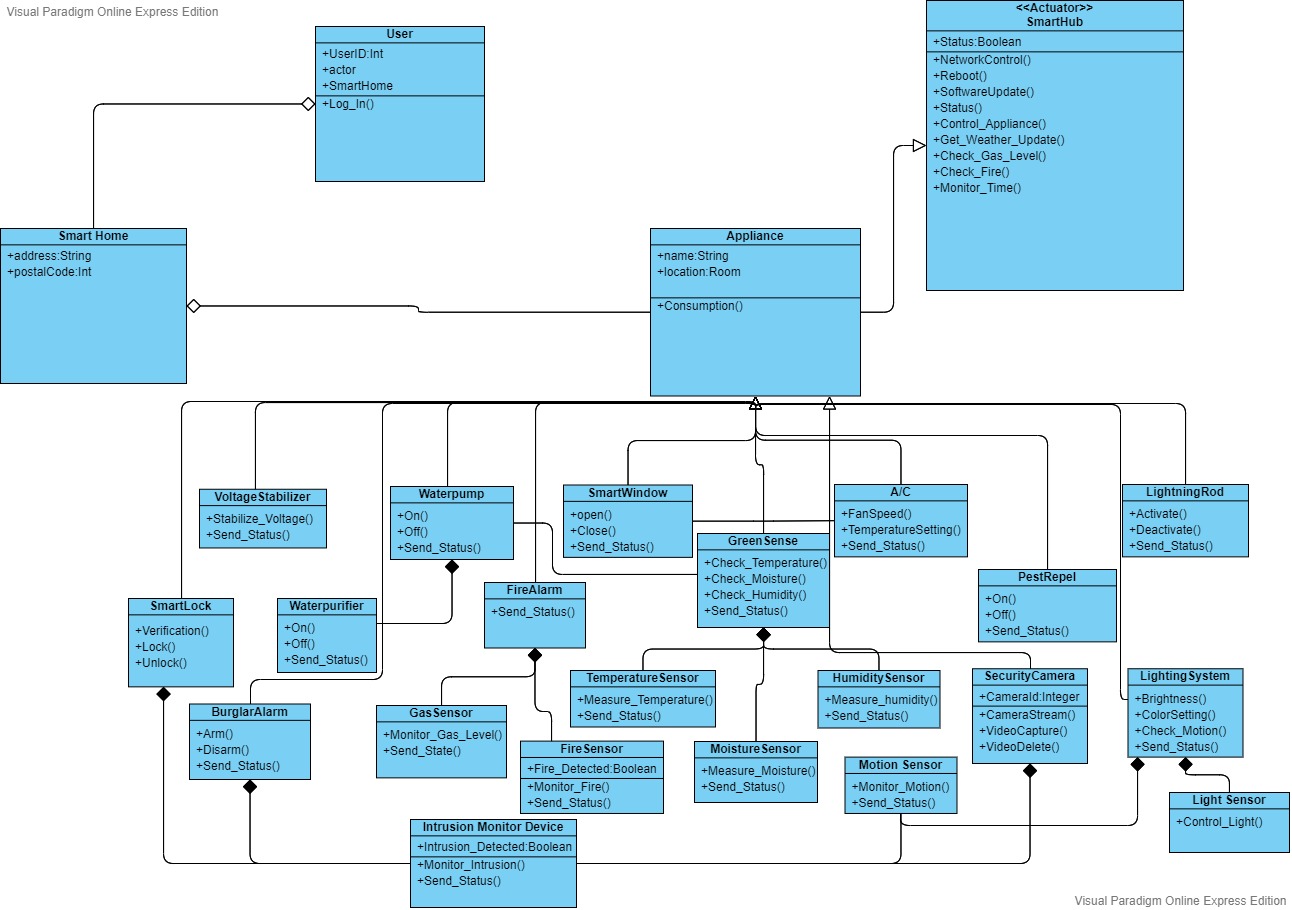 Visual Paradigm Online Express Edition
User
+UserID:Int
+actor
+SmartHome
+Log_In()
<<Actuator>>
SmartHub
+Status:Boolean
+NetworkControl()
+Reboot()
+SoftwareUpdate()
+Status()
+Control_Appliance()
+Get_Weather_Update()
+Check_Gas_Level()
+Check_Fire()
+Monitor_Time()
Smart Home
+address:String
+postalCode:Int
Appliance
+name:String
+location:Room
+Consumption()
VoltageStabilizer
+Stabilize_Voltage()
+Send_Status()
Waterpump
+On()
+Off()
+Send_Status()
SmartWindow
+open()
+Close()
+Send_Status()
A/C
+FanSpeed()
+TemperatureSetting()
+Send_Status()
LightningRod
+Activate()
+Deactivate()
+Send_Status()
GreenSense
+Check_Temperature()
+Check_Moisture()
+Check_Humidity()
+Send_Status()
PestRepel
+On()
+Off()
+Send_Status()
FireAlarm
+Send_Status()
SmartLock
+Verification()
+Lock()
+Unlock()
Waterpurifier
+On()
+Off()
+Send_Status()
TemperatureSensor
+Measure_Temperature()
+Send_Status()
HumiditySensor
+Measure_humidity()
+Send_Status()
SecurityCamera
+CameraId:Integer
+CameraStream()
+VideoCapture()
+VideoDelete()
LightingSystem
+Brightness()
+ColorSetting()
+Check_Motion()
+Send_Status()
BurglarAlarm
+Arm()
+Disarm()
+Send_Status()
GasSensor
+Monitor_Gas_Level()
+Send_State()
FireSensor
+Fire_Detected:Boolean
+Monitor_Fire()
+Send_Status()
MoistureSensor
+Measure_Moisture()
+Send_Status()
Motion Sensor
+Monitor_Motion()
+Send_Status()
Light Sensor
+Control_Light()
Intrusion Monitor Device
+Intrusion_Detected:Boolean
+Monitor_Intrusion()
+Send_Status()
Visual Paradigm Online Express Edition